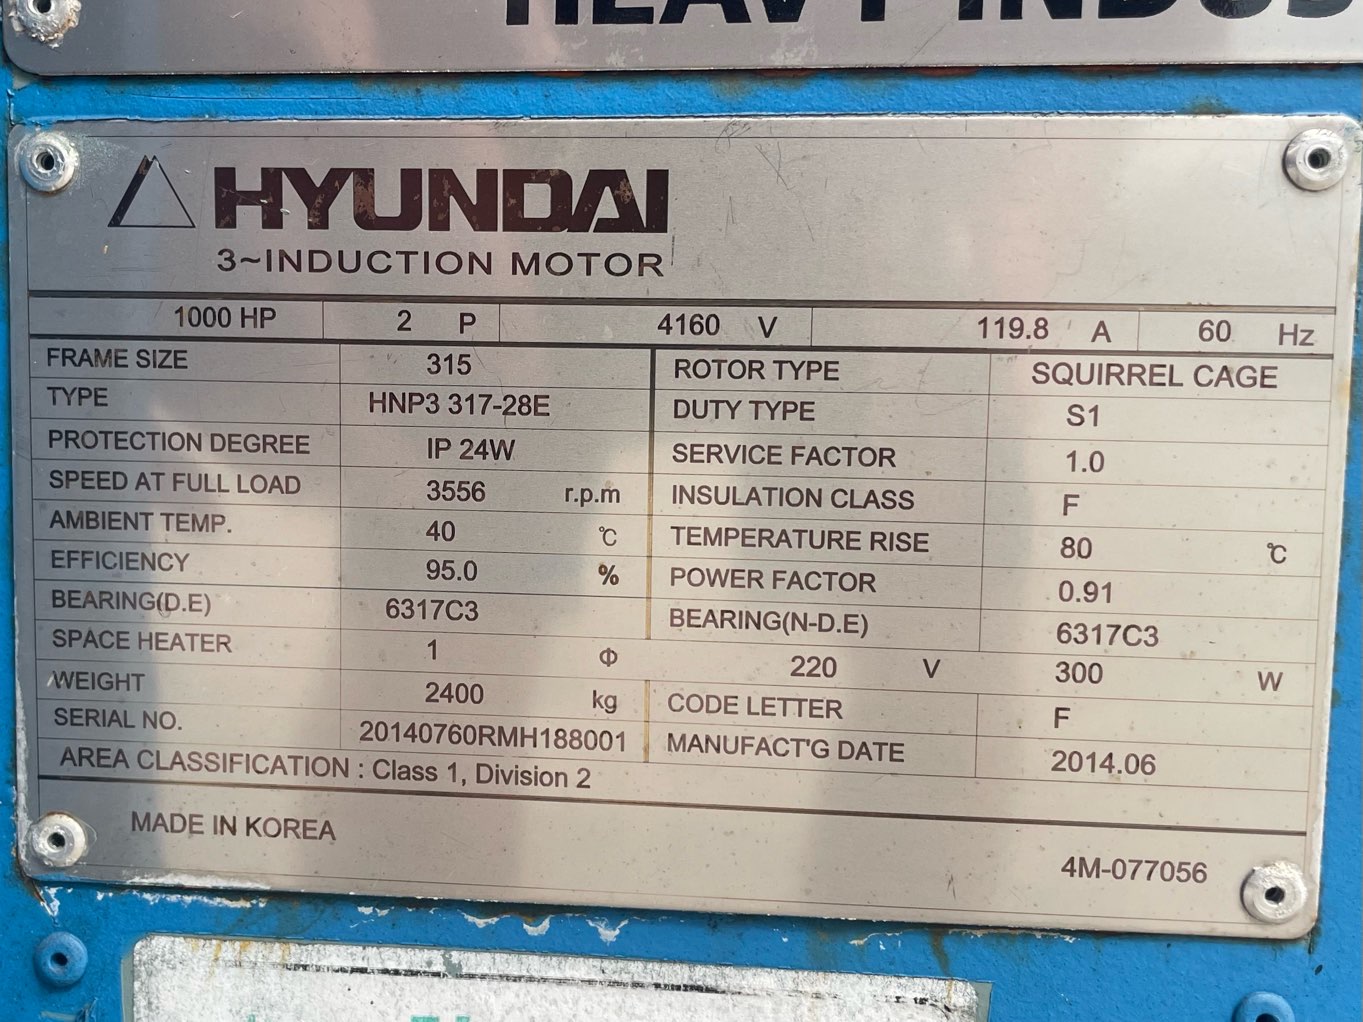 HEAVY INDUS
HYUNDAI
3~INDUCTION MOTOR
1000 HP 2 P 4160 V 119.8 A 60 Hz
FRAME SIZE 315 ROTOR TYPE SQUIRREL CAGE
TYPE HNP3 317-28E DUTY TYPE S1
PROTECTION DEGREE IP 24W SERVICE FACTOR 1.0
SPEED AT FULL LOAD 3556 r.p.m INSULATION CLASS F
AMBIENT TEMP. 40 ℃ TEMPERATURE RISE 80 ℃
EFFICIENCY 95.0 % POWER FACTOR 0.91
BEARING(D.E) 6317C3 BEARING(N-D.E) 6317C3
SPACE HEATER 1 Φ 220 V 300 W
WEIGHT 2400 kg CODE LETTER F
SERIAL NO. 20140760RMH188001 MANUFACT'G DATE 2014.06
AREA CLASSIFICATION : Class 1, Division 2
MADE IN KOREA
4M-077056